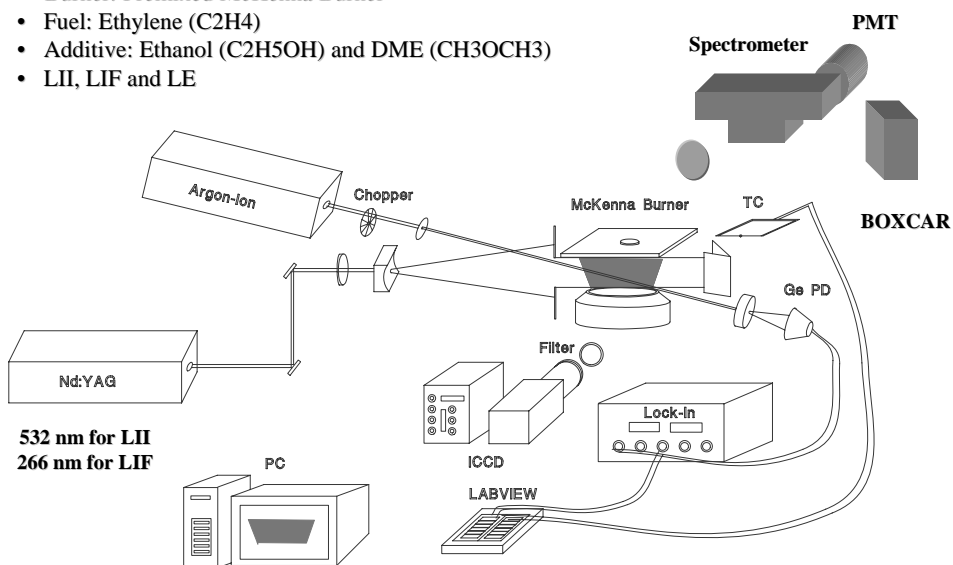 • Fuel: Ethylene (C2H4)
• Additive: Ethanol (C2H5OH) and DME (CH3OCH3)
• LII, LIF and LE
PMT
Spectrometer
Argon-Ion
Chopper
McKenna Burner
TC
BOXCAR
Ge PD
Filter
Nd:YAG
Lock-In
532 nm for LII
266 nm for LIF
PC
ICCD
LABVIEW